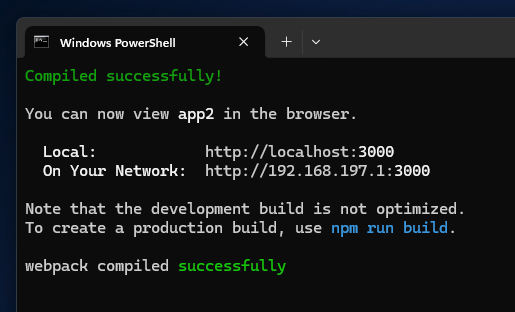 Windows PowerShell
Compiled successfully!
You can now view app2 in the browser.
Local: http://localhost:3000
On Your Network: http://192.168.197.1:3000
Note that the development build is not optimized.
To create a production build, use npm run build.
webpack compiled successfully